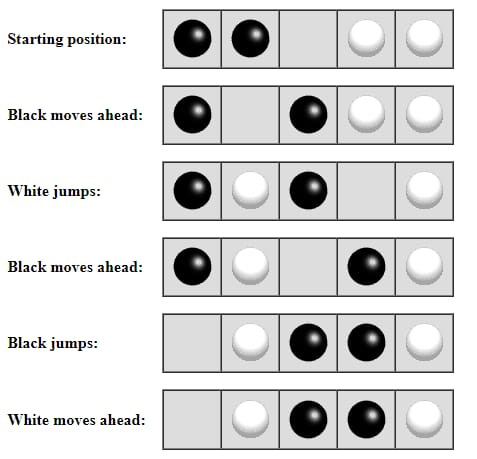 Starting position:
Black moves ahead:
White jumps:
Black moves ahead:
Black jumps:
White moves ahead: